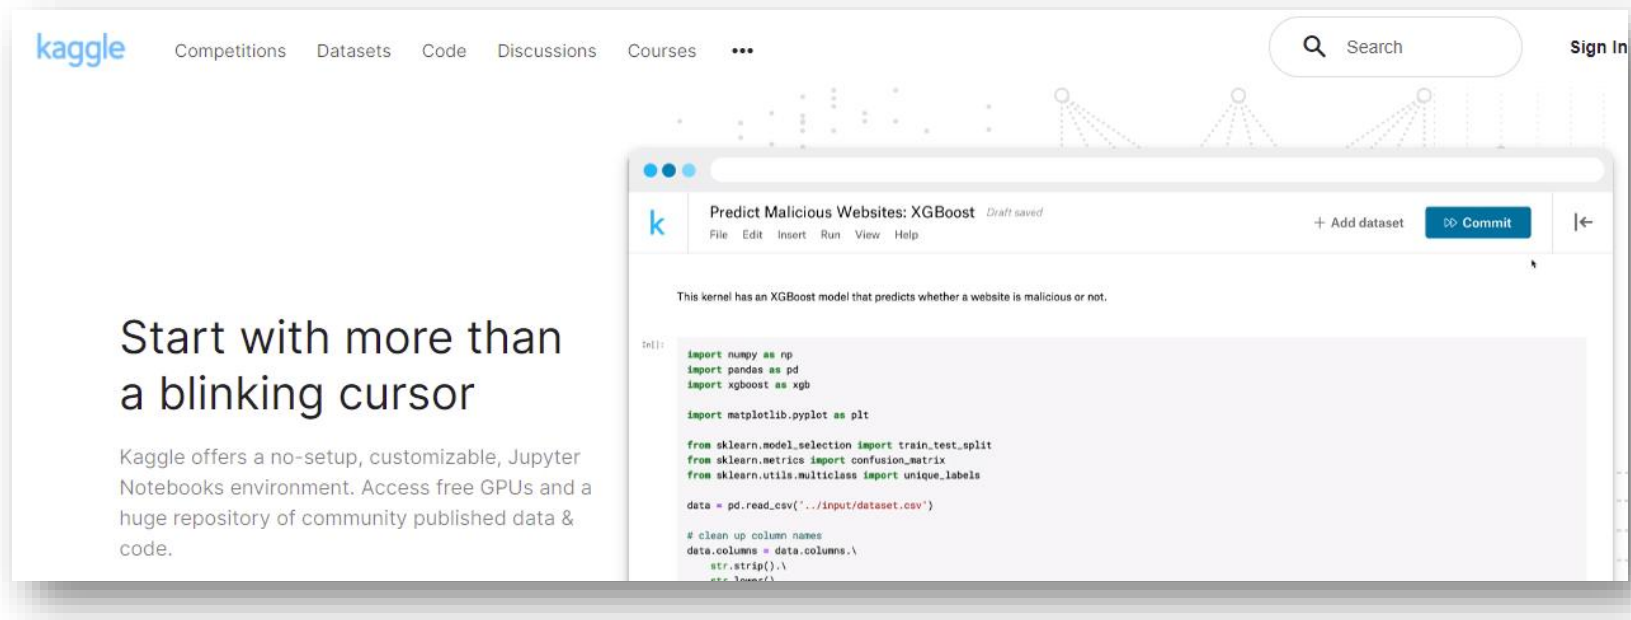 kaggle Competitions Datasets Code Discussions Courses ••• Search Sign In
Start with more than
a blinking cursor
Kaggle offers a no-setup, customizable, Jupyter
Notebooks environment. Access free GPUs and a
huge repository of community published data &
code.
k
Predict Malicious Websites: XGBoost Draft saved
File Edit Insert Run View Help
+ Add dataset
Commit
This kernel has an XGBoost model that predicts whether a website is malicious or not.
In[]:
import numpy as np
import pandas as pd
import xgboost as xgb
import matplotlib.pyplot as plt
from sklearn.model_selection import train_test_split
from sklearn.metrics import confusion_matrix
from sklearn.utils.multiclass import unique_labels
data = pd.read_csv('../input/dataset.csv')
# clean up column names
data.columns = data.columns.\
str.strip().\